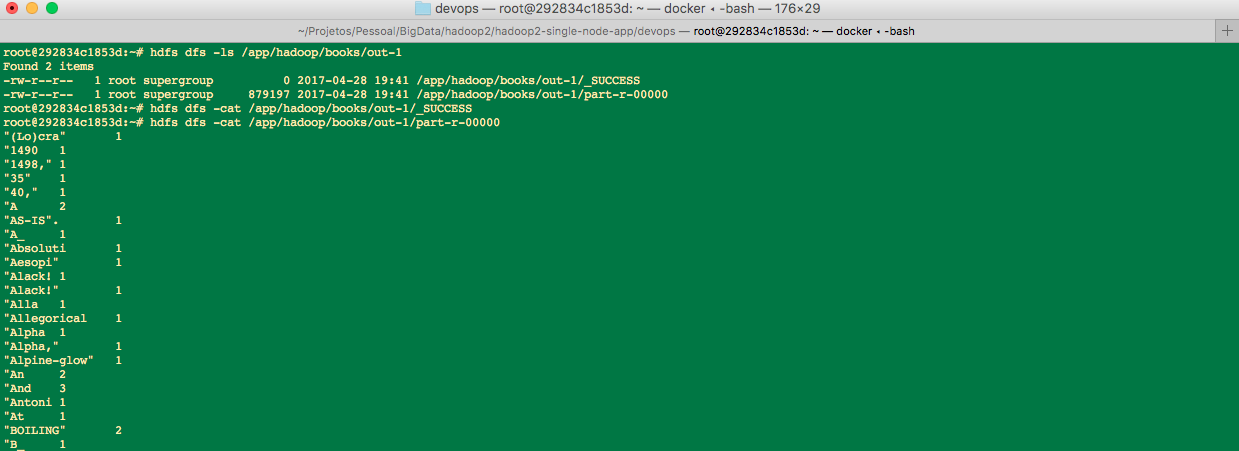 devops — root@292834c1853d: ~ — docker ◂ -bash — 176×29
~/Projetos/Pessoal/BigData/hadoop2/hadoop2-single-node-app/devops — root@292834c1853d: ~ — docker ◂ -bash
root@292834c1853d:~# hdfs dfs -ls /app/hadoop/books/out-1
Found 2 items
-rw-r--r--   1 root supergroup          0 2017-04-28 19:41 /app/hadoop/books/out-1/_SUCCESS
-rw-r--r--   1 root supergroup     879197 2017-04-28 19:41 /app/hadoop/books/out-1/part-r-00000
root@292834c1853d:~# hdfs dfs -cat /app/hadoop/books/out-1/_SUCCESS
root@292834c1853d:~# hdfs dfs -cat /app/hadoop/books/out-1/part-r-00000
"(Lo)cra"       1
"1490   1
"1498," 1
"35"    1
"40,"   1
"A      2
"AS-IS".        1
"A_     1
"Absoluti       1
"Aesopi"        1
"Alack! 1
"Alack!"        1
"Alla   1
"Allegorical    1
"Alpha  1
"Alpha,"        1
"Alpine-glow"   1
"An     2
"And    3
"Antoni 1
"At     1
"BOILING"       2
"B_     1